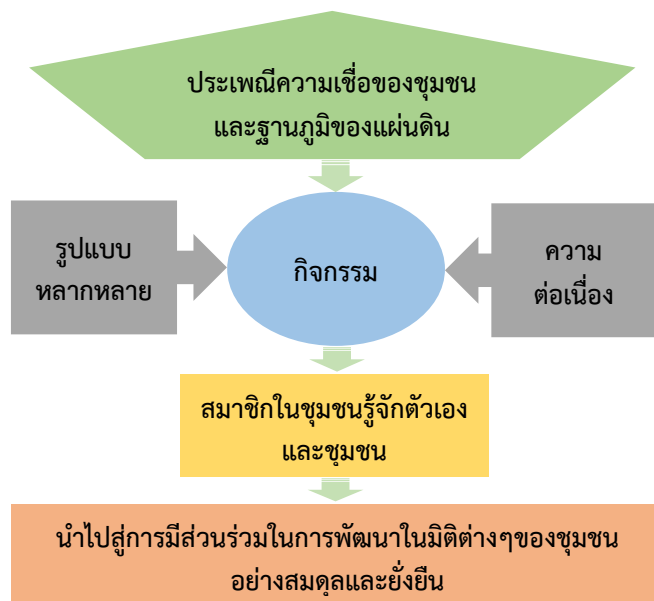 ประเพณีความเชื่อของชุมชน
และฐานภูมิของแผ่นดิน
รูปแบบ
หลากหลาย
กิจกรรม
ความ
ต่อเนื่อง
สมาชิกในชุมชนรู้จักตัวเอง
และชุมชน
นำไปสู่การมีส่วนร่วมในการพัฒนาในมิติต่างๆของชุมชน
อย่างสมดุลและยั่งยืน